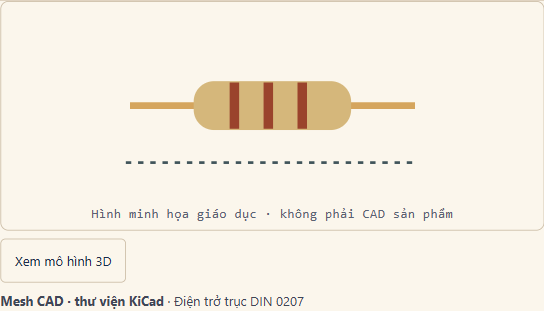 Hình minh họa giáo dục · không phải CAD sản phẩm
Xem mô hình 3D
Mesh CAD · thư viện KiCad · Điện trở trục DIN 0207